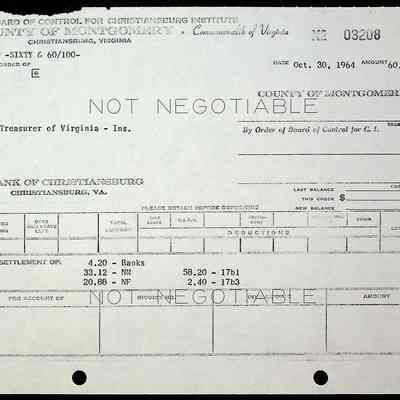 BOARD OF CONTROL FOR CHRISTIANSBURG INSTITUTE
COUNTY OF MONTGOMERY - Commonwealth of Virginia No 03208
CHRISTIANSBURG, VIRGINIA
-SIXTY & 60/100-
ORDER OF
DATE Oct. 30, 1964 AMOUNT 60.
COUNTY OF MONTGOMERY
NOT NEGOTIABLE
Treasurer of Virginia - Ins.
By Order of Board of Control for C. I.
BANK OF CHRISTIANSBURG
CHRISTIANSBURG, VA.
LAST BALANCE
THIS CHECK $
NEW BALANCE
PLEASE DETACH BEFORE DEPOSITING
TOTAL
DEDUCTIONS
SETTLEMENT OF: 4.20 - Banks
33.12 - NW 58.20 - 17b1
20.88 - NF 2.40 - 17b3
NOT NEGOTIABLE
FOR ACCOUNT OF INVOICE NO. AMOUNT